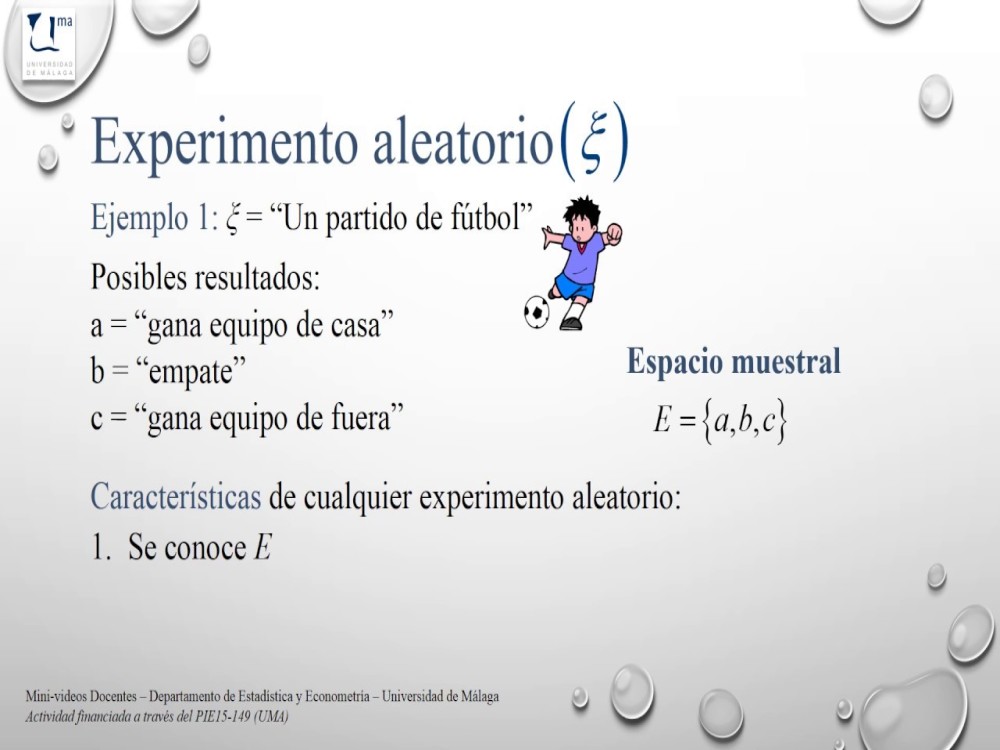 ma
UNIVERSIDAD
DE MÁLAGA
Experimento aleatorio(ξ)
Ejemplo 1: ξ = “Un partido de fútbol”
Posibles resultados:
a = “gana equipo de casa”
b = “empate”
c = “gana equipo de fuera”
Espacio muestral
E = {a,b,c}
Características de cualquier experimento aleatorio:
1. Se conoce E
Mini-videos Docentes – Departamento de Estadística y Econometría – Universidad de Málaga
Actividad financiada a través del PIE15-149 (UMA)